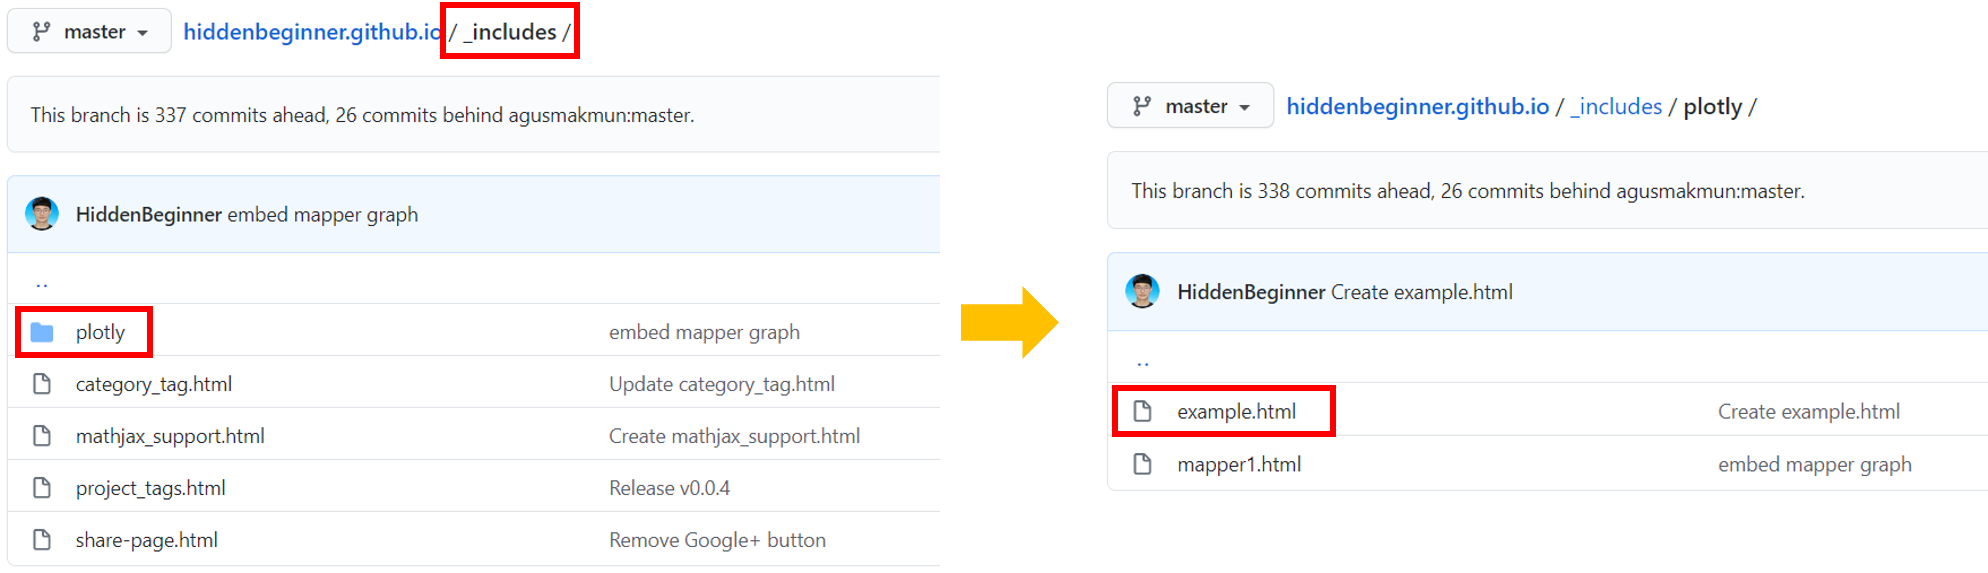 master
hiddenbeginner.github.io / _includes /
This branch is 337 commits ahead, 26 commits behind agusmakmun:master.
HiddenBeginner embed mapper graph
..
plotly embed mapper graph
category_tag.html Update category_tag.html
mathjax_support.html Create mathjax_support.html
project_tags.html Release v0.0.4
share-page.html Remove Google+ button
master
hiddenbeginner.github.io / _includes / plotly /
This branch is 338 commits ahead, 26 commits behind agusmakmun:master.
HiddenBeginner Create example.html
..
example.html Create example.html
mapper1.html embed mapper graph